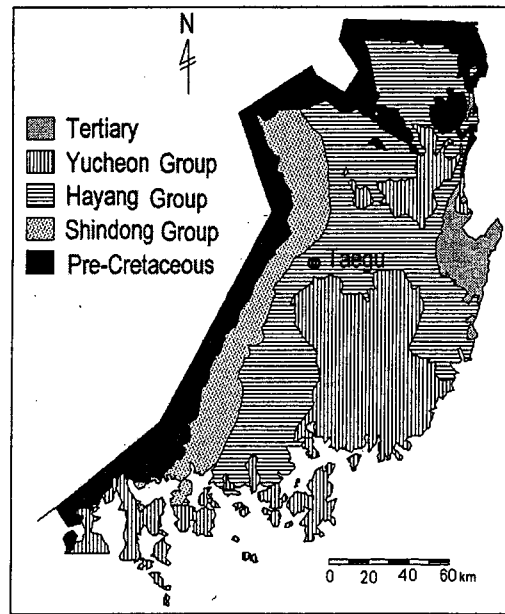 N
Tertiary
Yucheon Group
Hayang Group
Shindong Group
Pre-Cretaceous
Taegu
0 20 40 60 km